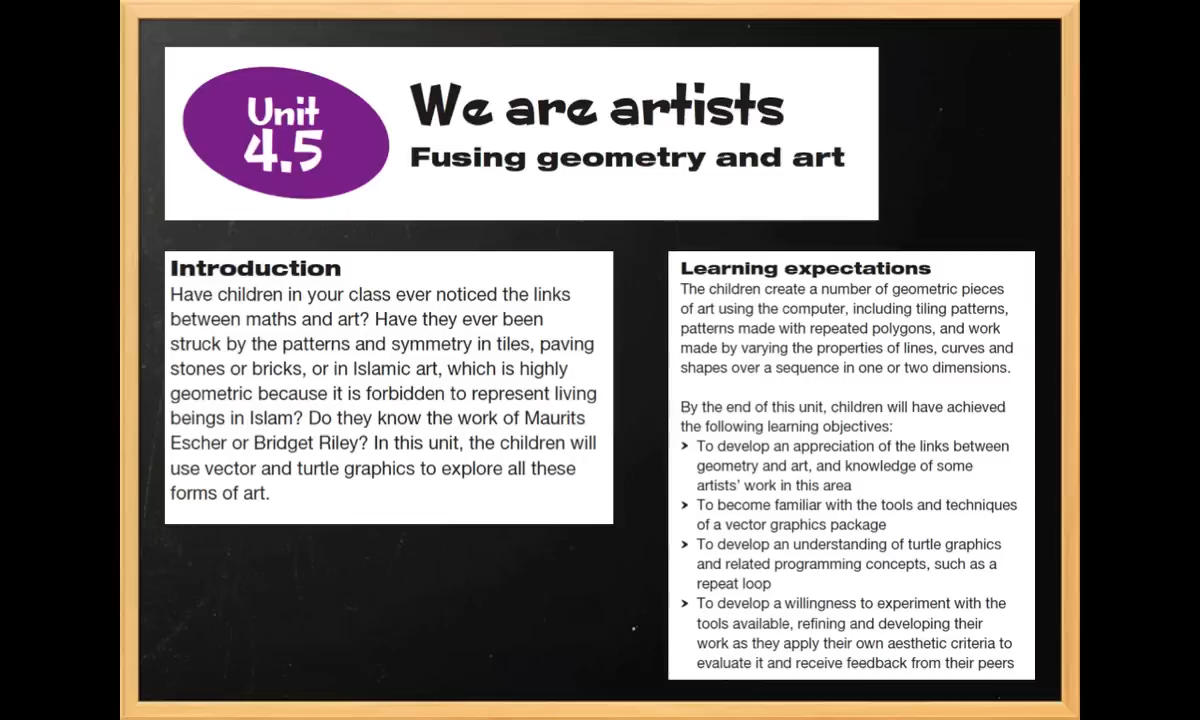 Unit
4.5
We are artists
Fusing geometry and art
Introduction
Have children in your class ever noticed the links
between maths and art? Have they ever been
struck by the patterns and symmetry in tiles, paving
stones or bricks, or in Islamic art, which is highly
geometric because it is forbidden to represent living
beings in Islam? Do they know the work of Maurits
Escher or Bridget Riley? In this unit, the children will
use vector and turtle graphics to explore all these
forms of art.
Learning expectations
The children create a number of geometric pieces
of art using the computer, including tiling patterns,
patterns made with repeated polygons, and work
made by varying the properties of lines, curves and
shapes over a sequence in one or two dimensions.
By the end of this unit, children will have achieved
the following learning objectives:
> To develop an appreciation of the links between
geometry and art, and knowledge of some
artists' work in this area
> To become familiar with the tools and techniques
of a vector graphics package
> To develop an understanding of turtle graphics
and related programming concepts, such as a
repeat loop
> To develop a willingness to experiment with the
tools available, refining and developing their
work as they apply their own aesthetic criteria to
evaluate it and receive feedback from their peers